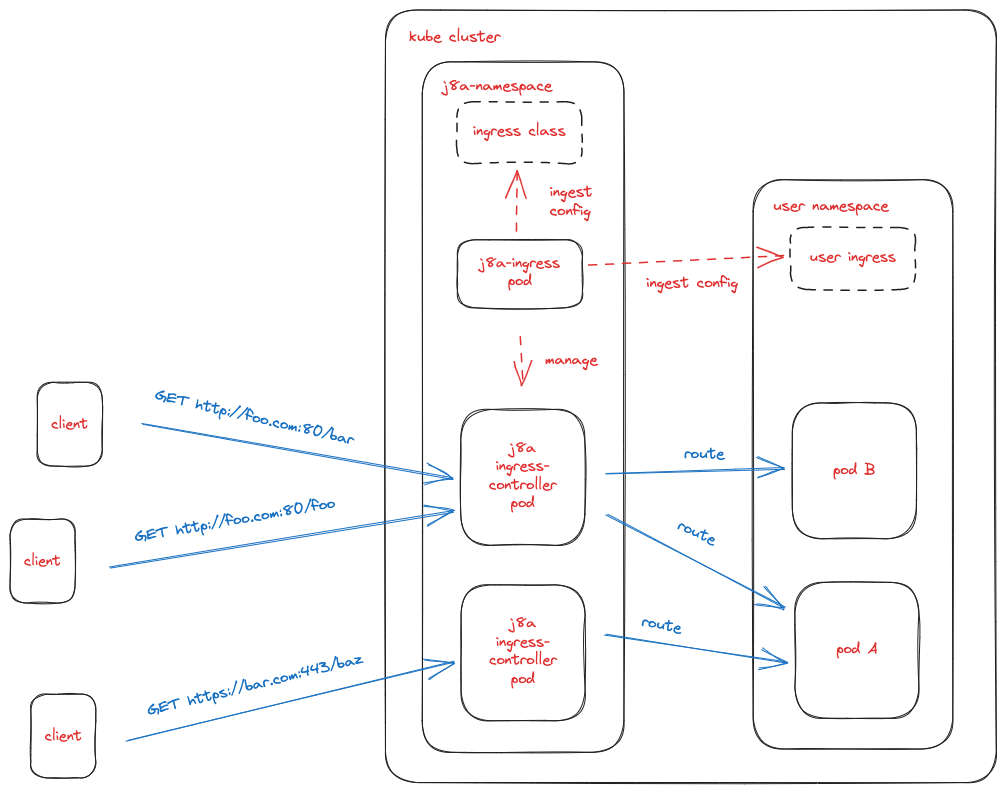 kube cluster
j8a-namespace
ingress class
ingest
config
user namespace
user ingress
j8a-ingress
pod
ingest config
manage
client
GET http://foo.com:80/bar
j8a
ingress-
controller
pod
route
pod B
client
GET http://foo.com:80/foo
route
client
GET https://bar.com:443/baz
j8a
ingress-
controller
pod
route
pod A